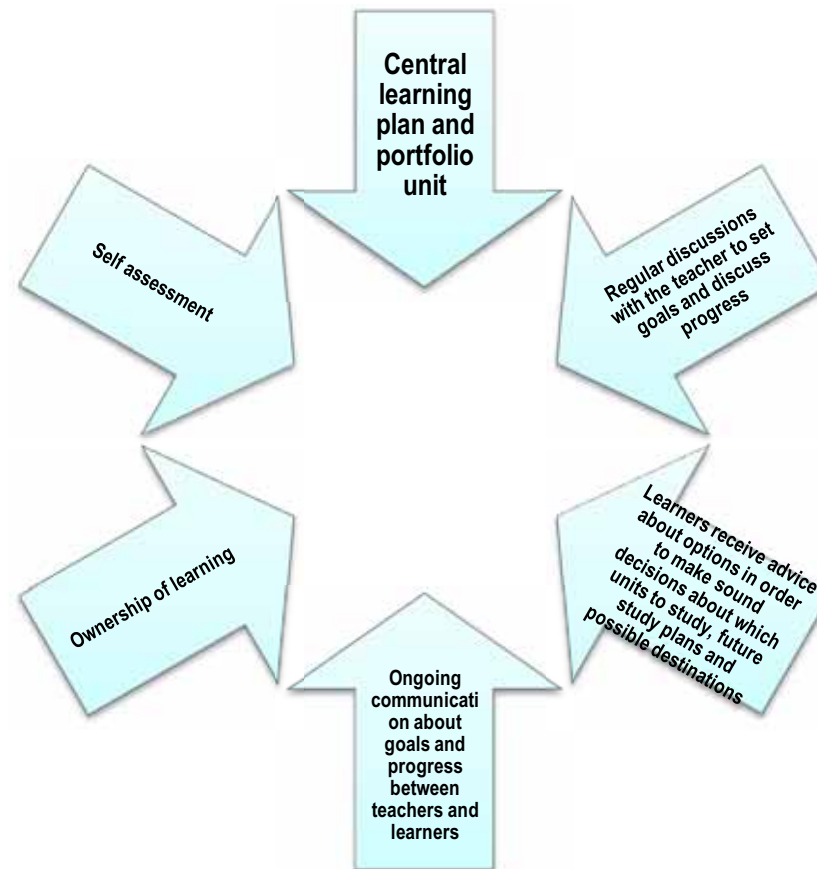 Central
learning
plan and
portfolio
unit
Regular discussions
with the teacher to set
goals and discuss
progress
Learners receive advice
about options in order
to make sound
decisions about which
units to study, future
study plans and
possible destinations
Ongoing
communicati
on about
goals and
progress
between
teachers and
learners
Ownership of learning
Self assessment